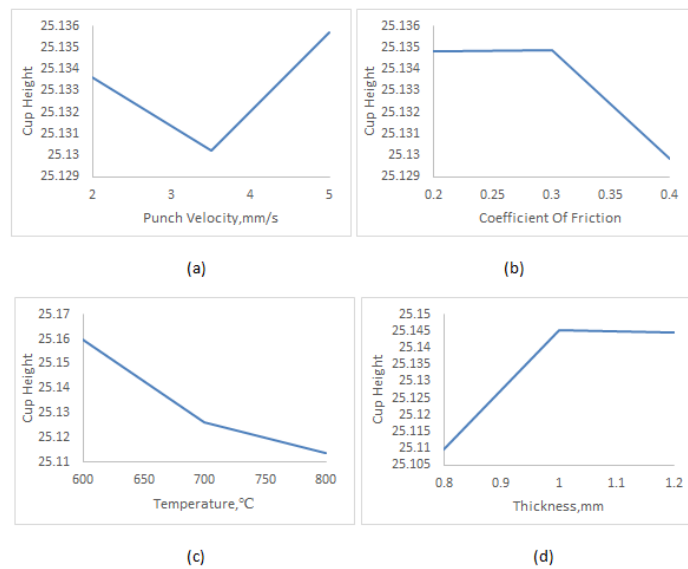 25.136
25.135
25.134
25.133
25.132
25.131
25.13
25.129
Cup Height
2 3 4 5
Punch Velocity,mm/s
(a)
25.136
25.135
25.134
25.133
25.132
25.131
25.13
25.129
Cup Height
0.2 0.25 0.3 0.35 0.4
Coefficient Of Friction
(b)
25.17
25.16
25.15
25.14
25.13
25.12
25.11
Cup Height
600 650 700 750 800
Temperature,℃
(c)
25.15
25.145
25.14
25.135
25.13
25.125
25.12
25.115
25.11
25.105
Cup Height
0.8 0.9 1 1.1 1.2
Thickness,mm
(d)